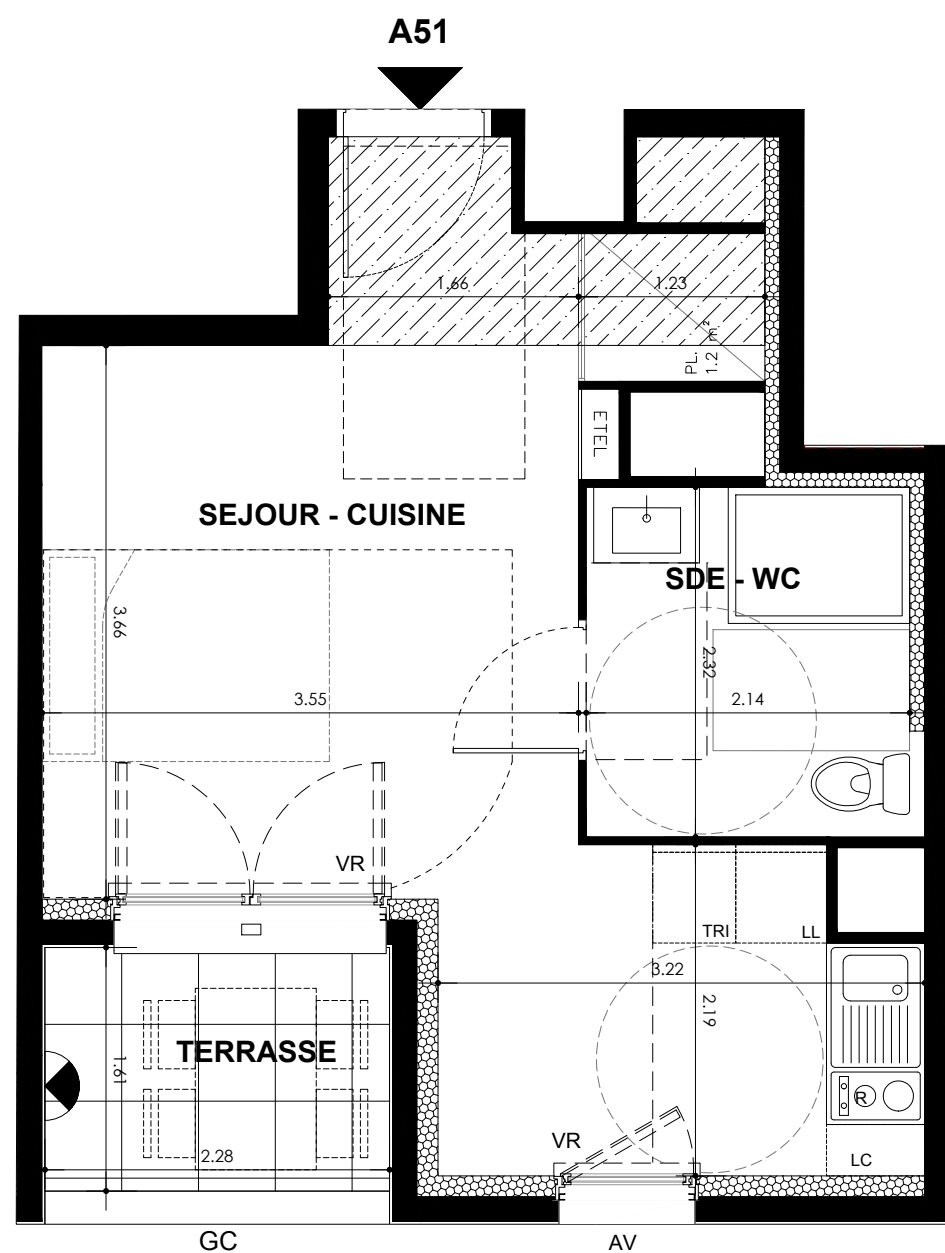 A51
1.66
1.23
PL.
1.2 m²
ETEL
SEJOUR - CUISINE
SDE - WC
3.66
2.32
3.55
2.14
VR
TRI
LL
3.22
2.19
TERRASSE
1.61
R
VR
2.28
LC
GC
AV